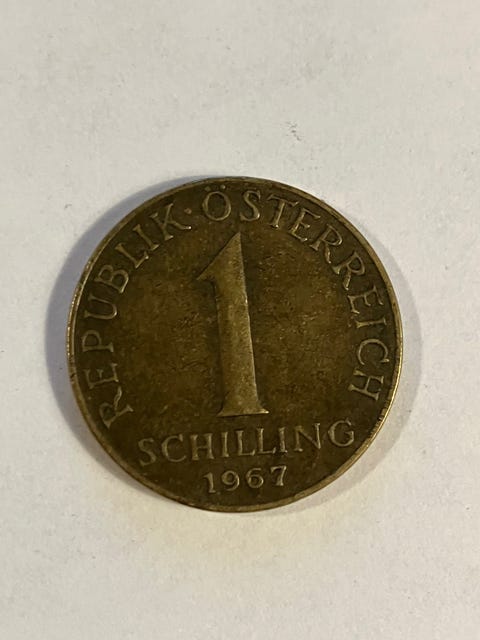 REPUBLIK · ÖSTERREICH
1
SCHILLING
1967